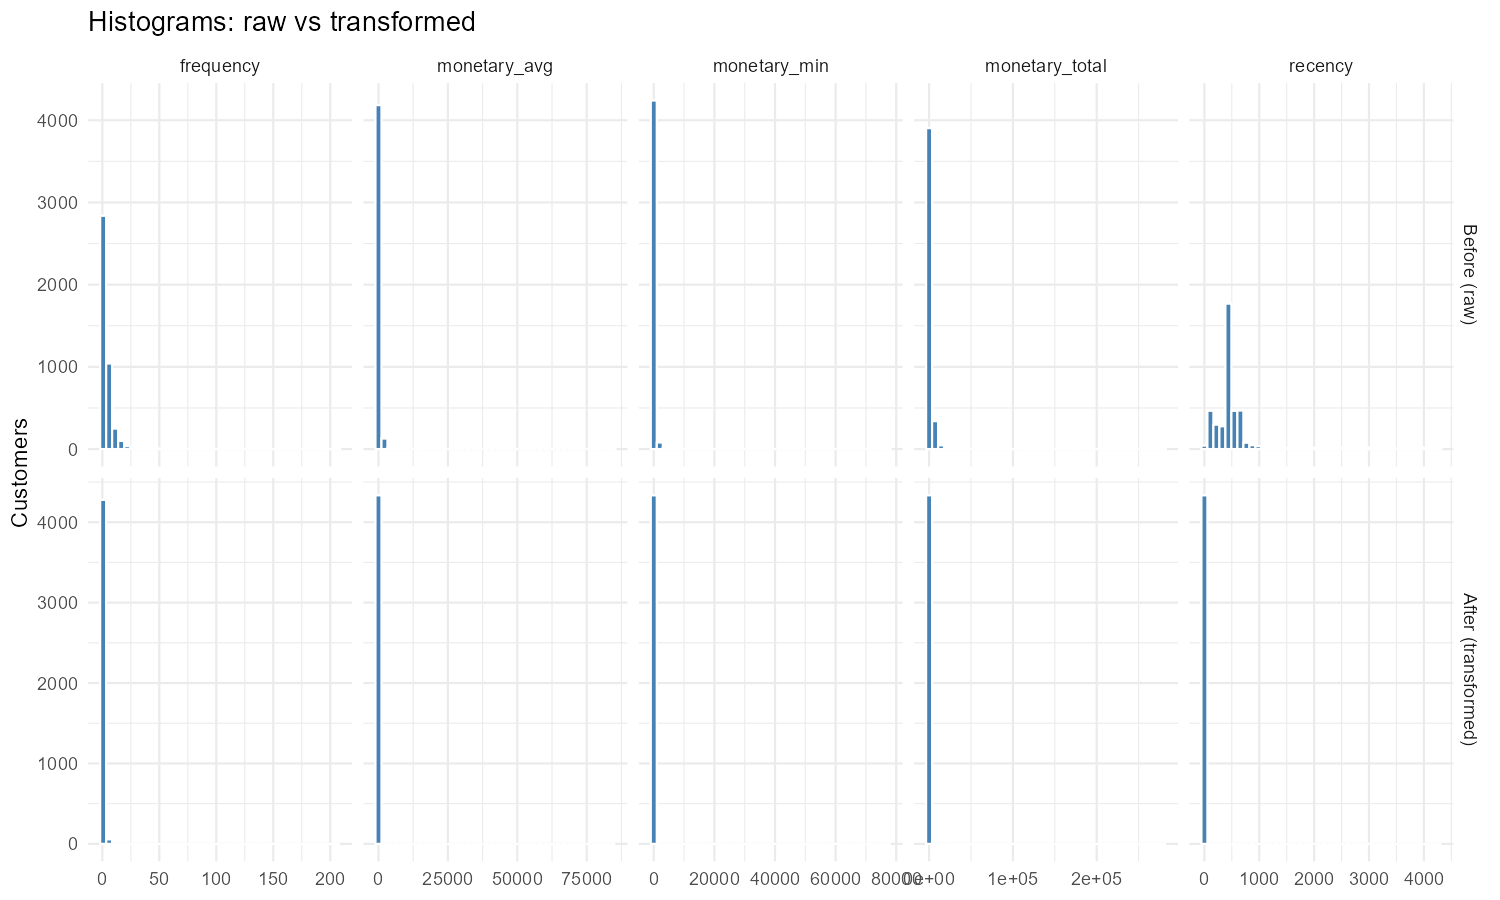 Histograms: raw vs transformed
frequency monetary_avg monetary_min monetary_total recency
4000
3000
2000
1000
0
Before (raw)
Customers
4000
3000
2000
1000
0
After (transformed)
0 50 100 150 200 0 25000 50000 75000 0 20000 40000 60000 80000 0e+00 1e+05 2e+05 0 1000 2000 3000 4000